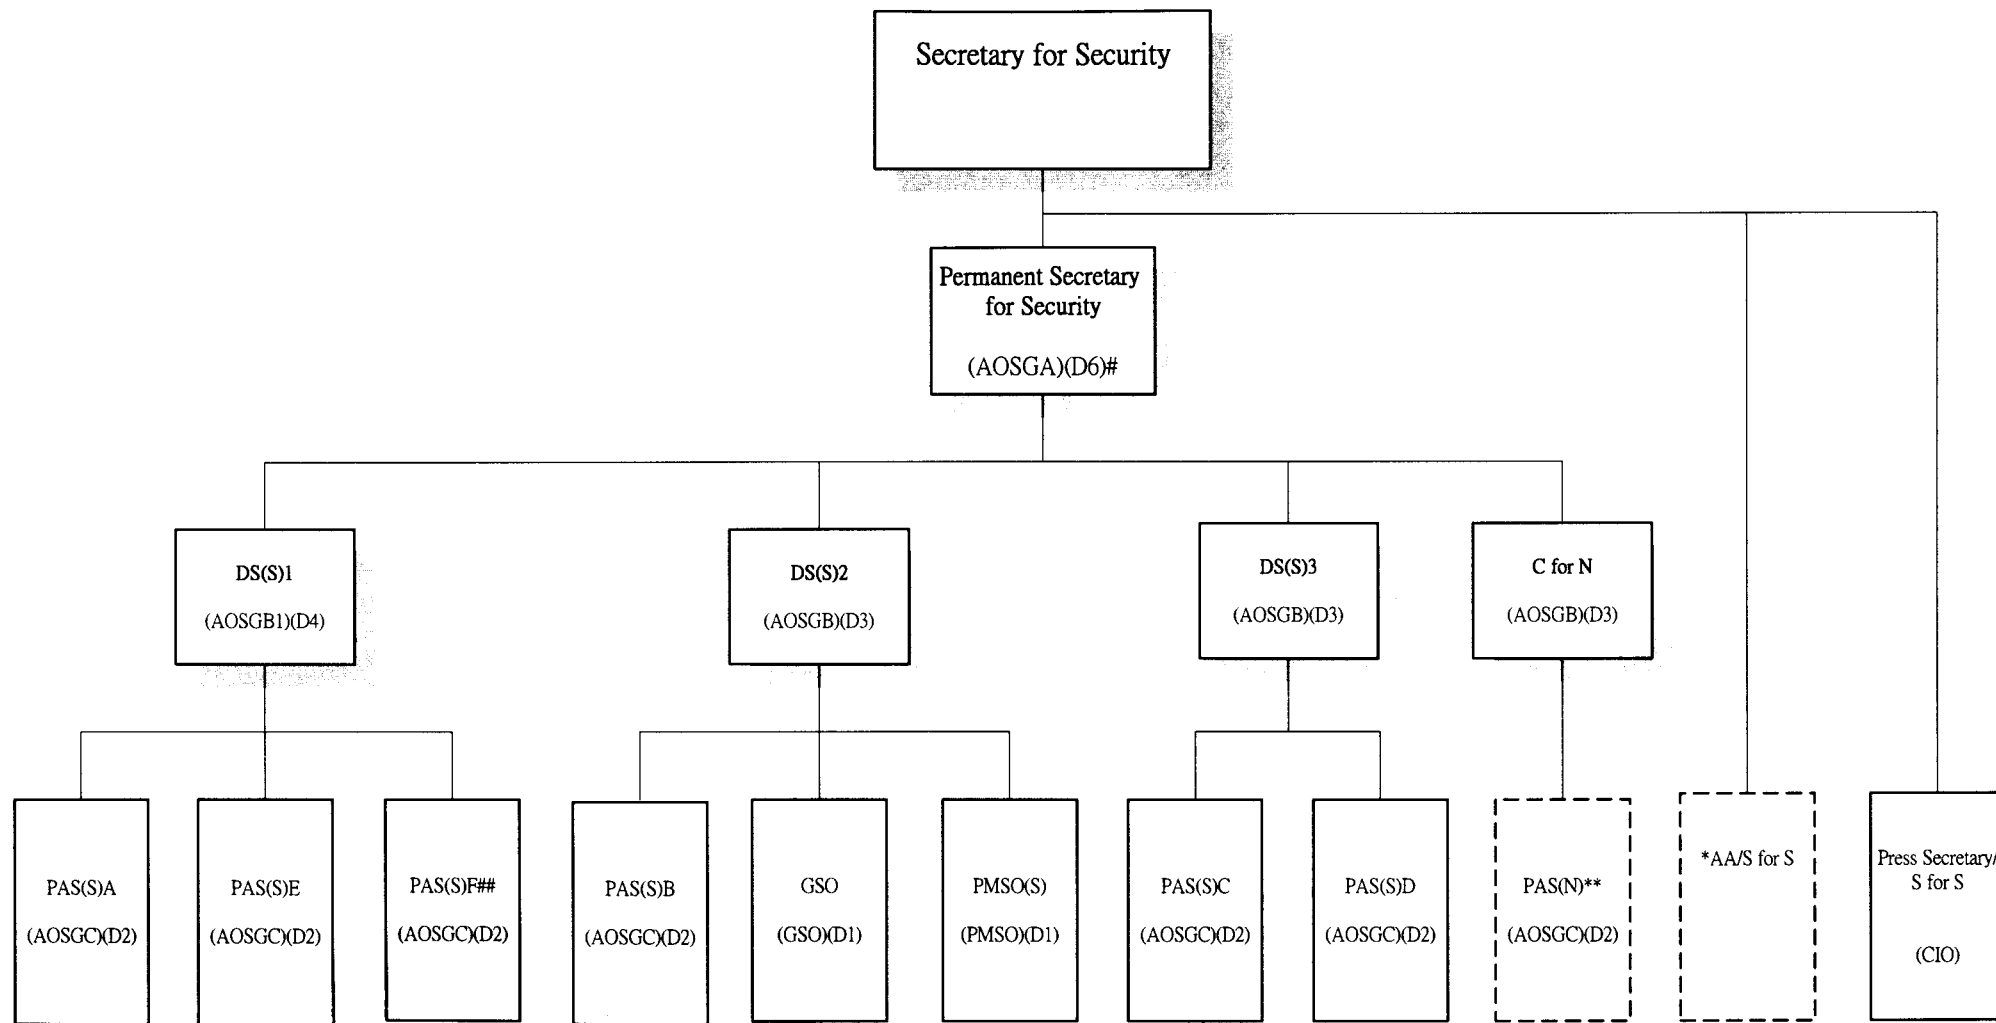 Secretary for Security
Permanent Secretary
for Security
(AOSGA)(D6)#
DS(S)1
(AOSGB1)(D4)
DS(S)2
(AOSGB)(D3)
DS(S)3
(AOSGB)(D3)
C for N
(AOSGB)(D3)
PAS(S)A
(AOSGC)(D2)
PAS(S)E
(AOSGC)(D2)
PAS(S)F##
(AOSGC)(D2)
PAS(S)B
(AOSGC)(D2)
GSO
(GSO)(D1)
PMSO(S)
(PMSO)(D1)
PAS(S)C
(AOSGC)(D2)
PAS(S)D
(AOSGC)(D2)
PAS(N)**
(AOSGC)(D2)
*AA/S for S
Press Secretary/
S for S
(CIO)